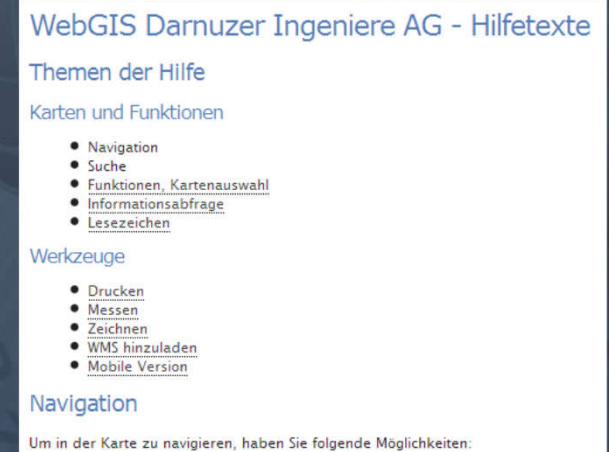 WebGIS Darnuzer Ingeniere AG - Hilfetexte
Themen der Hilfe
Karten und Funktionen
Navigation
Suche
Funktionen, Kartenauswahl
Informationsabfrage
Lesezeichen
Werkzeuge
Drucken
Messen
Zeichnen
WMS hinzuladen
Mobile Version
Navigation
Um in der Karte zu navigieren, haben Sie folgende Möglichkeiten: